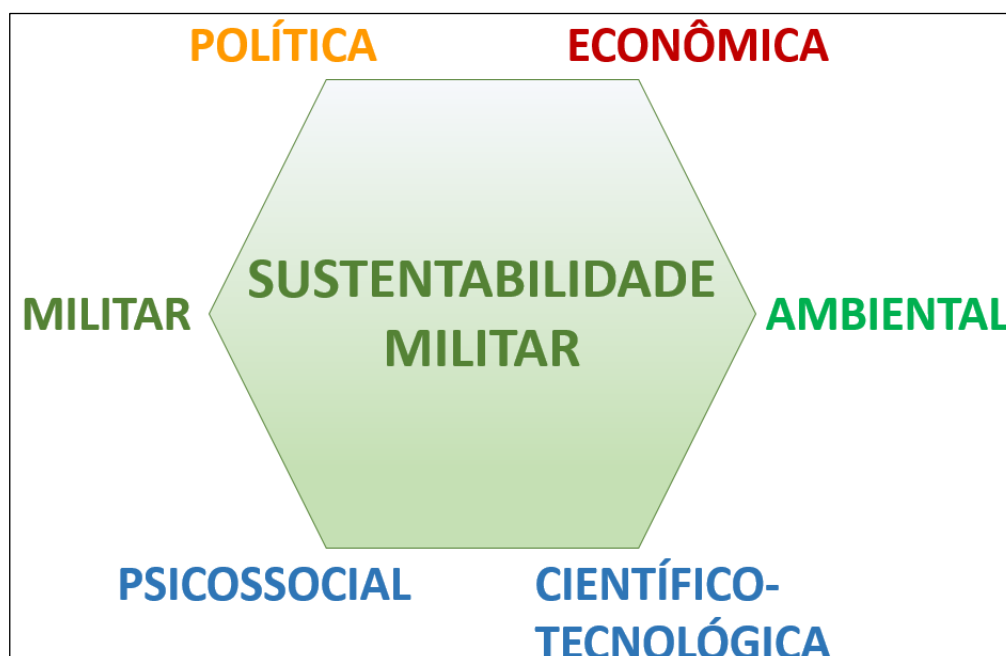 POLÍTICA
ECONÔMICA
SUSTENTABILIDADE
MILITAR
MILITAR
AMBIENTAL
PSICOSSOCIAL
CIENTÍFICO-
TECNOLÓGICA